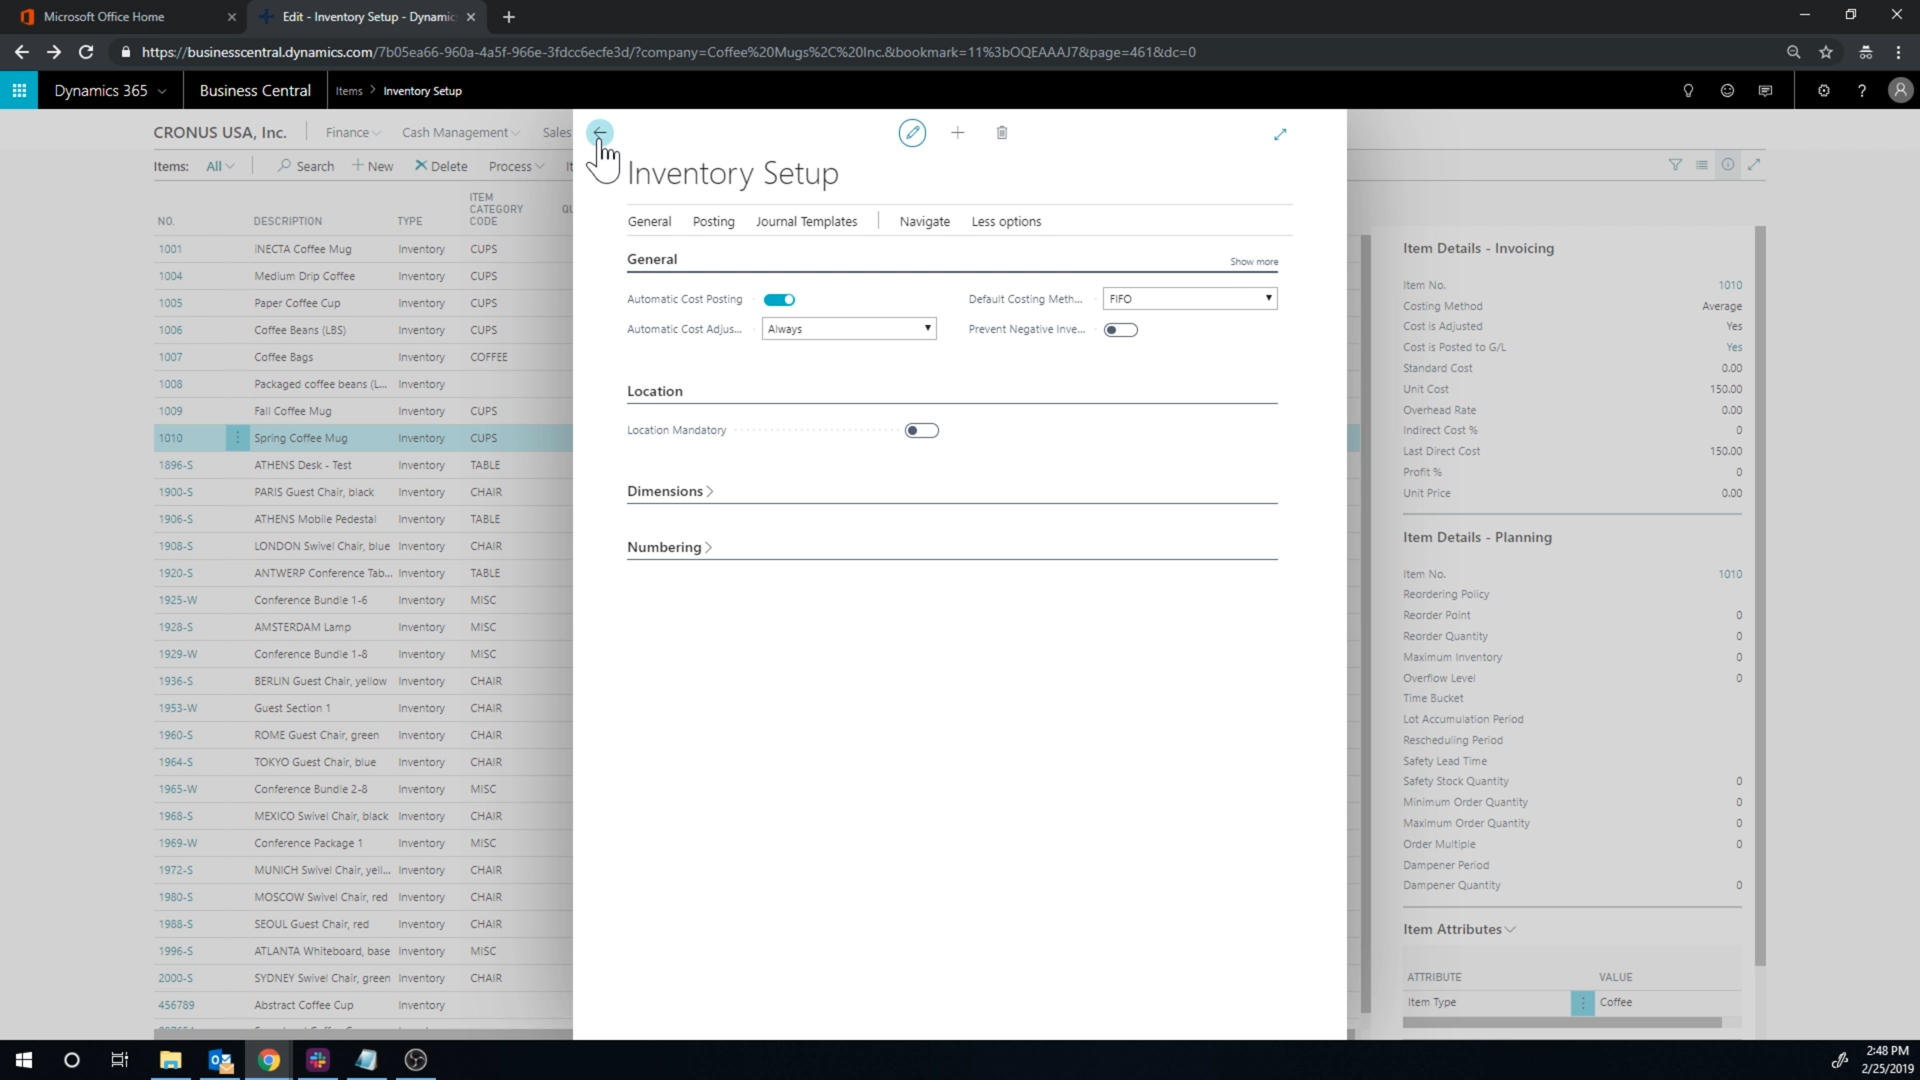 Microsoft Office Home
Edit - Inventory Setup - Dynamic
https://businesscentral.dynamics.com/7b05ea66-960a-4a5f-966e-3fdcc6ecfe3d/?company=Coffee%20Mugs%2C%20Inc.&bookmark=11%3bOQEAAAJ7&page=461&dc=0
Dynamics 365
Business Central
Items > Inventory Setup
CRONUS USA, Inc.
Finance
Cash Management
Sales
Items:
All
Search
New
Delete
Process
It
NO.
DESCRIPTION
TYPE
ITEM CATEGORY CODE
QU
1001 INECTA Coffee Mug Inventory CUPS
1004 Medium Drip Coffee Inventory CUPS
1005 Paper Coffee Cup Inventory CUPS
1006 Coffee Beans (LBS) Inventory CUPS
1007 Coffee Bags Inventory COFFEE
1008 Packaged coffee beans (L... Inventory
1009 Fall Coffee Mug Inventory CUPS
1010 Spring Coffee Mug Inventory CUPS
1896-S ATHENS Desk - Test Inventory TABLE
1900-S PARIS Guest Chair, black Inventory CHAIR
1906-S ATHENS Mobile Pedestal Inventory TABLE
1908-S LONDON Swivel Chair, blue Inventory CHAIR
1920-S ANTWERP Conference Tab... Inventory TABLE
1925-W Conference Bundle 1-6 Inventory MISC
1928-S AMSTERDAM Lamp Inventory MISC
1929-W Conference Bundle 1-8 Inventory MISC
1936-S BERLIN Guest Chair, yellow Inventory CHAIR
1953-W Guest Section 1 Inventory CHAIR
1960-S ROME Guest Chair, green Inventory CHAIR
1964-S TOKYO Guest Chair, blue Inventory CHAIR
1965-W Conference Bundle 2-8 Inventory MISC
1968-S MEXICO Swivel Chair, black Inventory CHAIR
1969-W Conference Package 1 Inventory MISC
1972-S MUNICH Swivel Chair, yell... Inventory CHAIR
1980-S MOSCOW Swivel Chair, red Inventory CHAIR
1988-S SEOUL Guest Chair, red Inventory CHAIR
1996-S ATLANTA Whiteboard, base Inventory MISC
2000-S SYDNEY Swivel Chair, green Inventory CHAIR
456789 Abstract Coffee Cup Inventory
Inventory Setup
General Posting Journal Templates Navigate Less options
General
Show more
Automatic Cost Posting
Default Costing Meth... FIFO
Automatic Cost Adjus... Always
Prevent Negative Inve...
Location
Location Mandatory
Dimensions
Numbering
Item Details - Invoicing
Item No. 1010
Costing Method Average
Cost is Adjusted Yes
Cost is Posted to G/L Yes
Standard Cost 0.00
Unit Cost 150.00
Overhead Rate 0.00
Indirect Cost % 0
Last Direct Cost 150.00
Profit % 0
Unit Price 0.00
Item Details - Planning
Item No. 1010
Reordering Policy
Reorder Point 0
Reorder Quantity 0
Maximum Inventory 0
Overflow Level 0
Time Bucket
Lot Accumulation Period
Rescheduling Period
Safety Lead Time
Safety Stock Quantity 0
Minimum Order Quantity 0
Maximum Order Quantity 0
Order Multiple 0
Dampener Period
Dampener Quantity 0
Item Attributes
ATTRIBUTE VALUE
Item Type Coffee
2:48 PM
2/25/2019